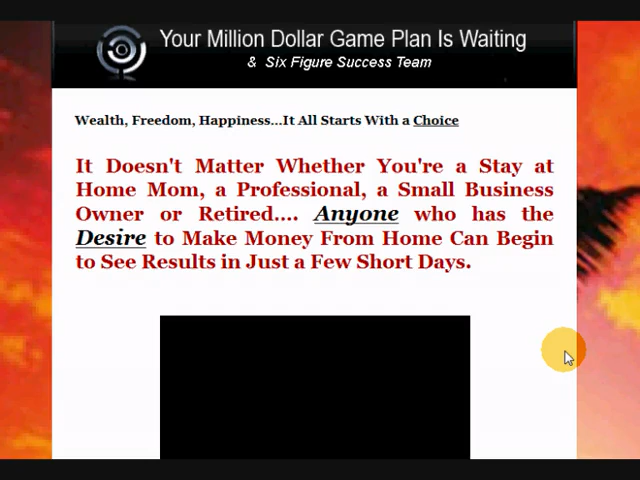 Your Million Dollar Game Plan Is Waiting
& Six Figure Success Team
Wealth, Freedom, Happiness...It All Starts With a Choice
It Doesn't Matter Whether You're a Stay at
Home Mom, a Professional, a Small Business
Owner or Retired.... Anyone who has the
Desire to Make Money From Home Can Begin
to See Results in Just a Few Short Days.